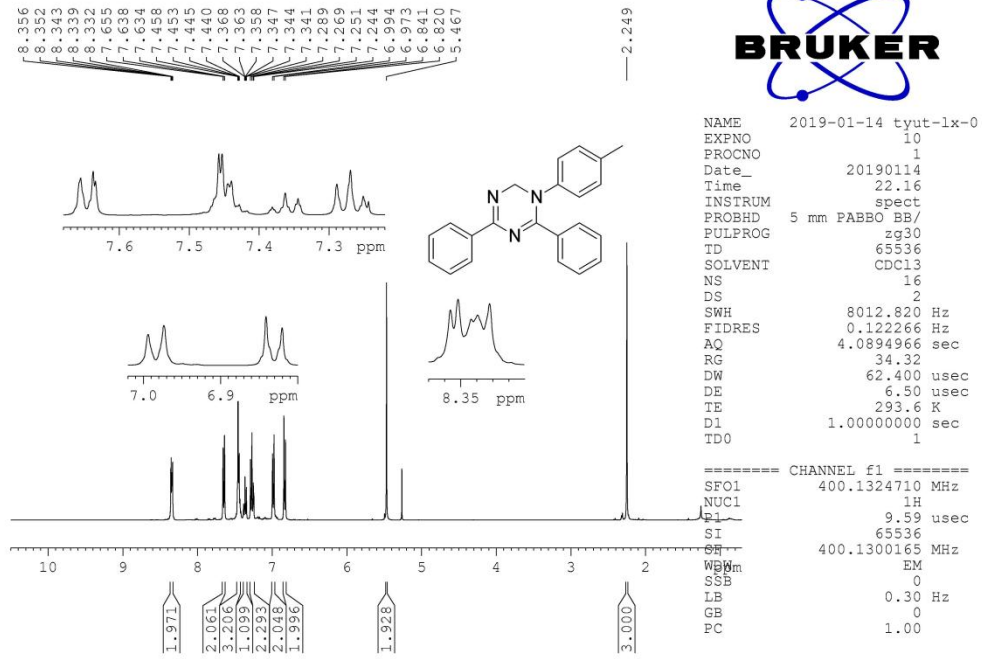 8.356
8.352
8.343
8.339
8.332
7.655
7.638
7.634
7.458
7.453
7.445
7.440
7.368
7.363
7.358
7.347
7.344
7.341
7.289
7.269
7.251
7.244
6.994
6.973
6.841
6.820
5.467
2.249
BRUKER
NAME 2019-01-14 tyut-lx-0
EXPNO 10
PROCNO 1
Date_ 20190114
Time 22.16
INSTRUM spect
PROBHD 5 mm PABBO BB/
PULPROG zg30
TD 65536
SOLVENT CDCl3
NS 16
DS 2
SWH 8012.820 Hz
FIDRES 0.122266 Hz
AQ 4.0894966 sec
RG 34.32
DW 62.400 usec
DE 6.50 usec
TE 293.6 K
D1 1.00000000 sec
TD0 1
======== CHANNEL f1 ========
SFO1 400.1324710 MHz
NUC1 1H
P1 9.59 usec
SI 65536
SF 400.1300165 MHz
WDW EM
SSB 0
LB 0.30 Hz
GB 0
PC 1.00
N N
N
7.6 7.5 7.4 7.3 ppm
7.0 6.9 ppm
8.35 ppm
10 9 8 7 6 5 4 3 2 ppm
1.971
2.061
3.206
1.099
2.293
2.048
1.996
1.928
3.000